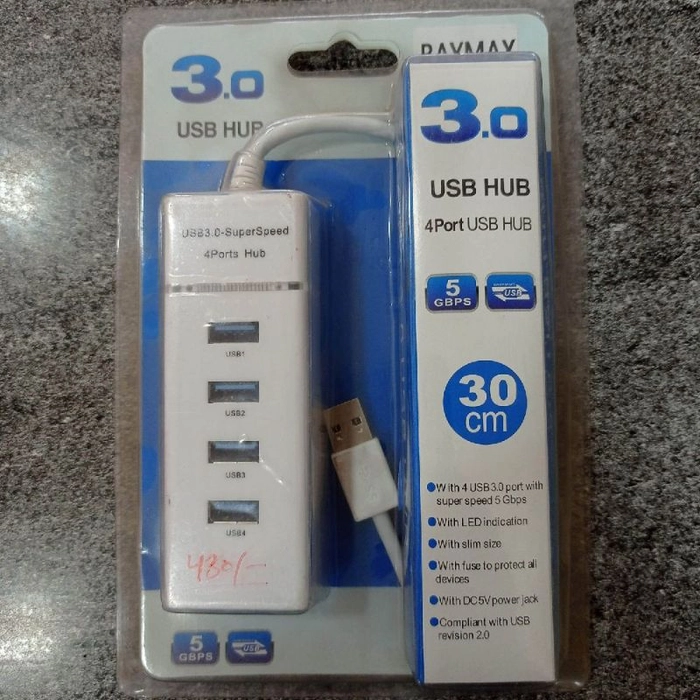 3.0
USB HUB
USB3.0-SuperSpeed
4Ports Hub
USB1
USB2
USB3
USB4
480/-
5
GBPS
USB
BAYMAX
3.0
USB HUB
4Port USB HUB
5
GBPS
USB
30
cm
With 4 USB3.0 port with
super speed 5 Gbps
With LED indication
With slim size
With fuse to protect all
devices
With DC5V power jack
Compliant with USB
revision 2.0